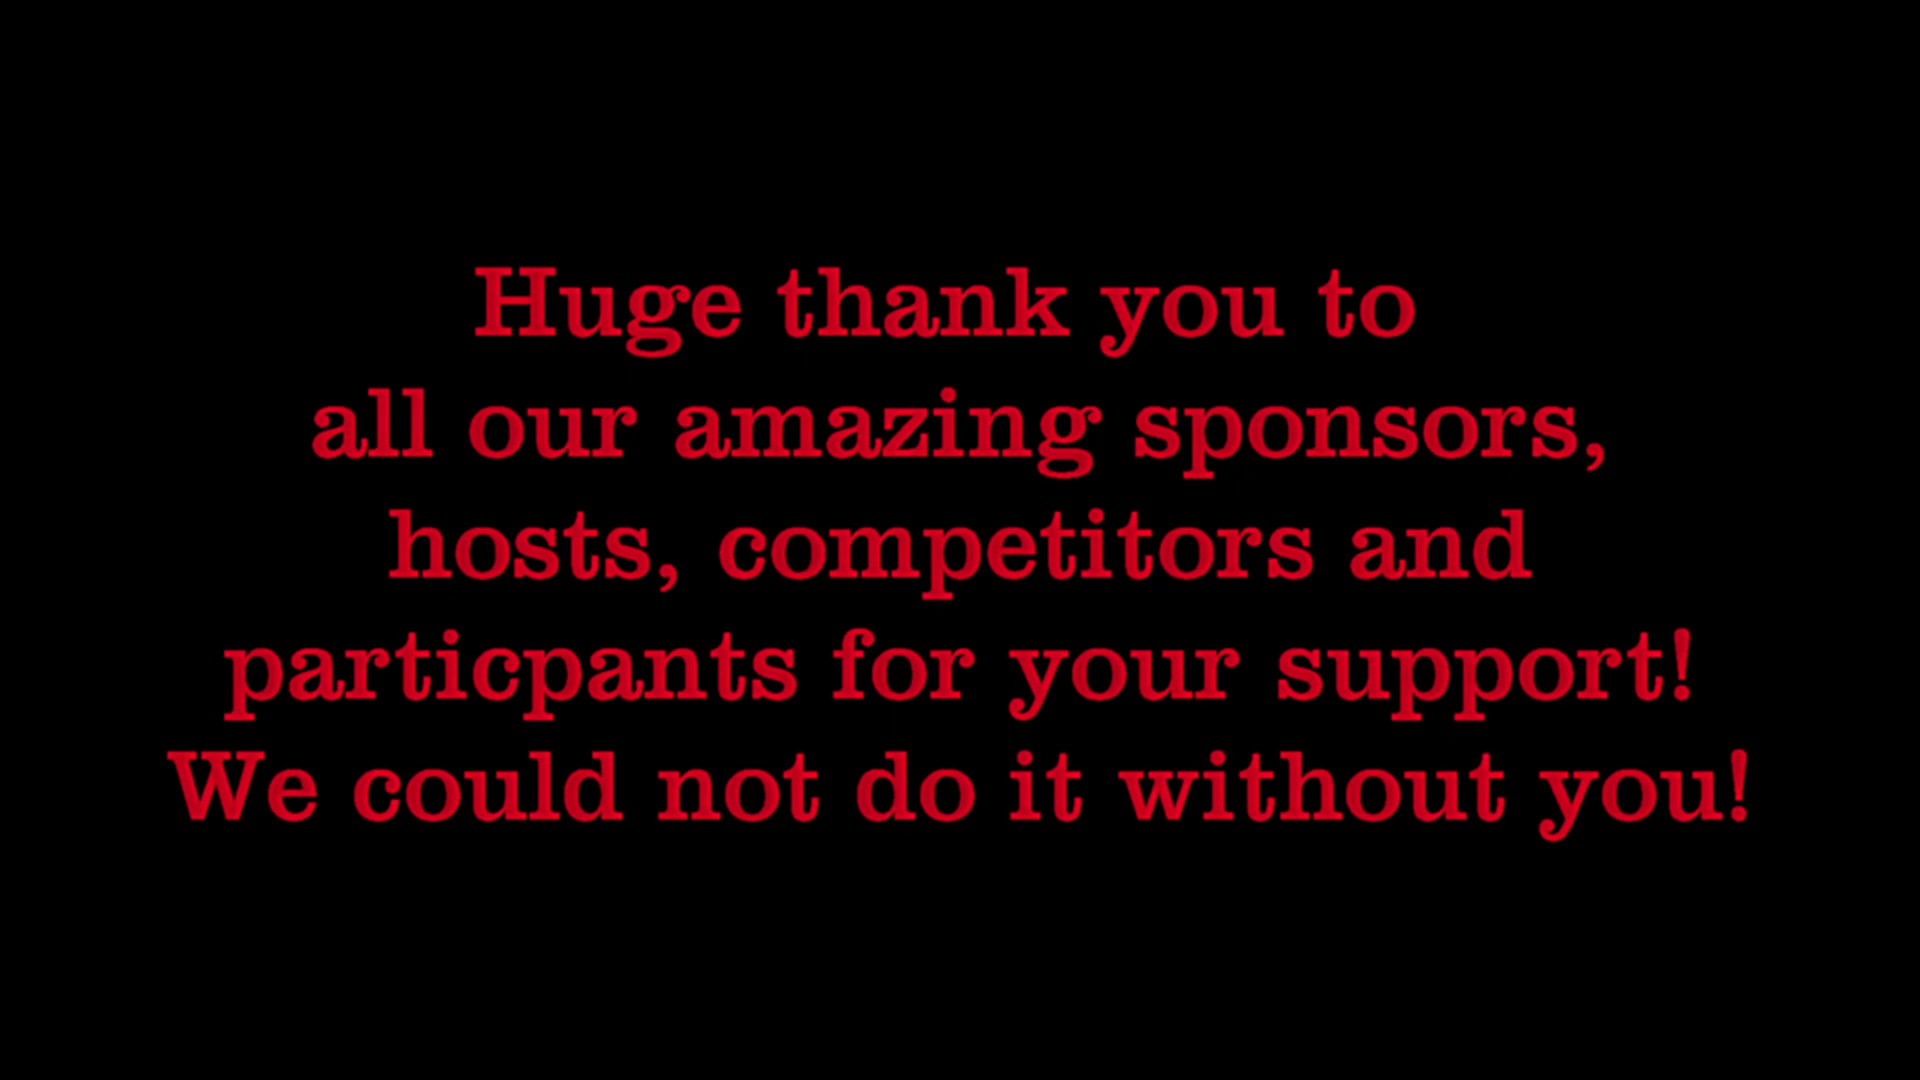 Huge thank you to
all our amazing sponsors,
hosts, competitors and
particpants for your support!
We could not do it without you!